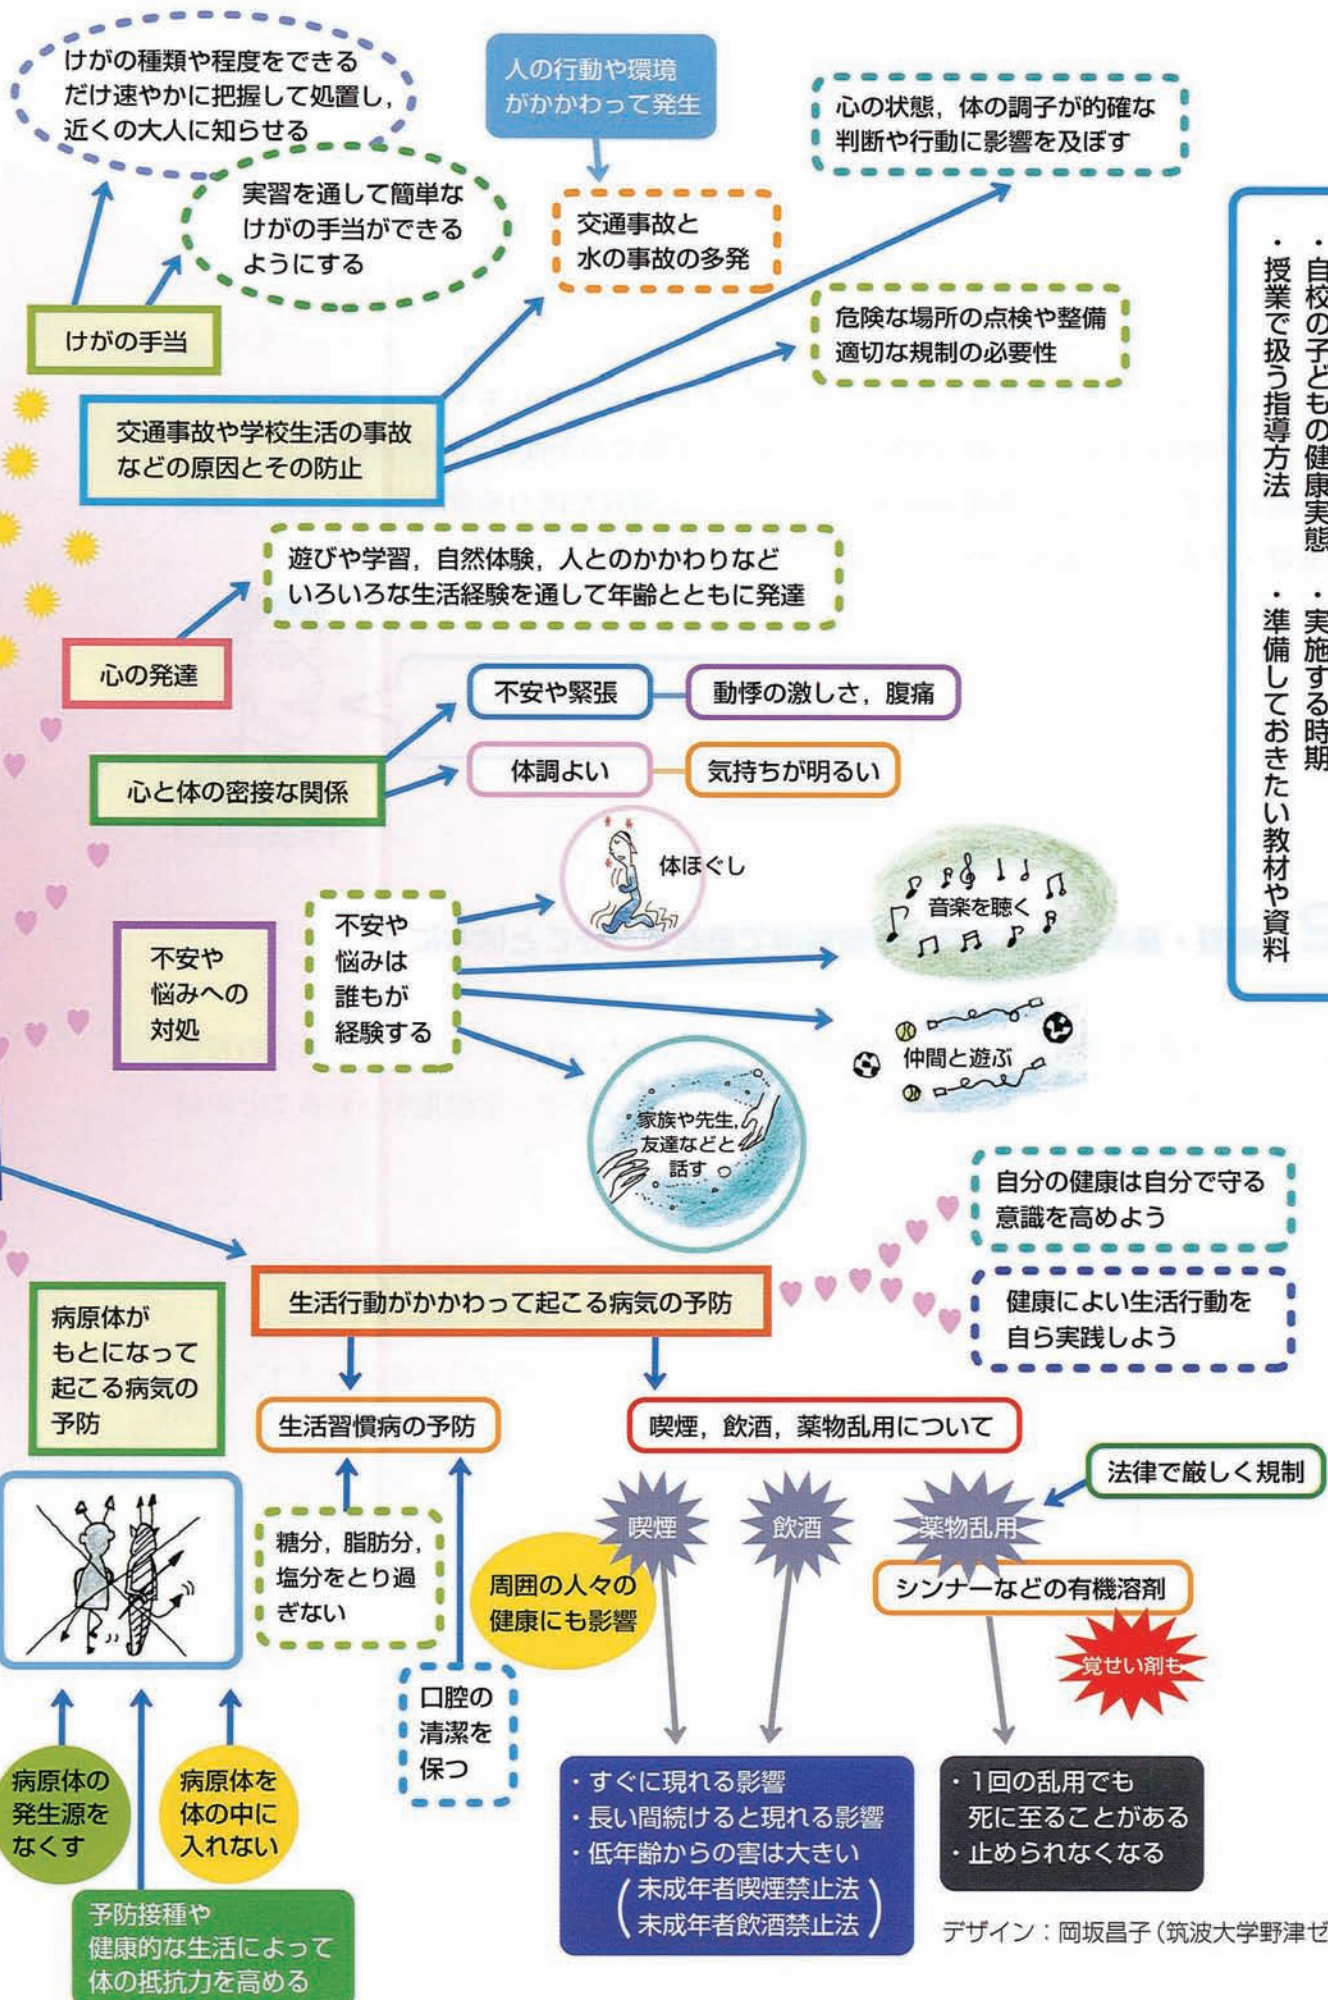 けがの種類や程度をできる
だけ速やかに把握して処置し，
近くの大人に知らせる
実習を通して簡単な
けがの手当ができる
ようにする
人の行動や環境
がかかわって発生
交通事故と
水の事故の多発
心の状態，体の調子が的確な
判断や行動に影響を及ぼす
危険な場所の点検や整備
適切な規制の必要性
・自校の子どもの健康実態　・実施する時期
・授業で扱う指導方法　・準備しておきたい教材や資料
けがの手当
交通事故や学校生活の事故
などの原因とその防止
遊びや学習，自然体験，人とのかかわりなど
いろいろな生活経験を通して年齢とともに発達
心の発達
不安や緊張
動悸の激しさ，腹痛
心と体の密接な関係
体調よい
気持ちが明るい
体ほぐし
音楽を聴く
不安や
悩みへの
対処
不安や
悩みは
誰もが
経験する
仲間と遊ぶ
家族や先生，
友達などと
話す
自分の健康は自分で守る
意識を高めよう
健康によい生活行動を
自ら実践しよう
生活行動がかかわって起こる病気の予防
病原体が
もとになって
起こる病気の
予防
生活習慣病の予防
喫煙，飲酒，薬物乱用について
法律で厳しく規制
喫煙
飲酒
薬物乱用
糖分，脂肪分，
塩分をとり過
ぎない
周囲の人々の
健康にも影響
シンナーなどの有機溶剤
覚せい剤も
口腔の
清潔を
保つ
病原体の
発生源を
なくす
病原体を
体の中に
入れない
予防接種や
健康的な生活によって
体の抵抗力を高める
・すぐに現れる影響
・長い間続けると現れる影響
・低年齢からの害は大きい
（未成年者喫煙禁止法
未成年者飲酒禁止法）
・1回の乱用でも
死に至ることがある
・止められなくなる
デザイン：岡坂昌子（筑波大学野津ゼ